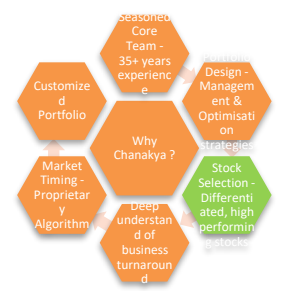 Seasoned
Core
Team -
35+ years
experienc
e
Portfolio
Design -
Managem
ent &
Optimisati
on
strategies
Stock
Selection -
Differenti
ated, high
performin
g stocks
Deep
understan
d of
business
turnaroun
d
Market
Timing -
Proprietar
y
Algorithm
Customize
d
Portfolio
Why
Chanakya ?